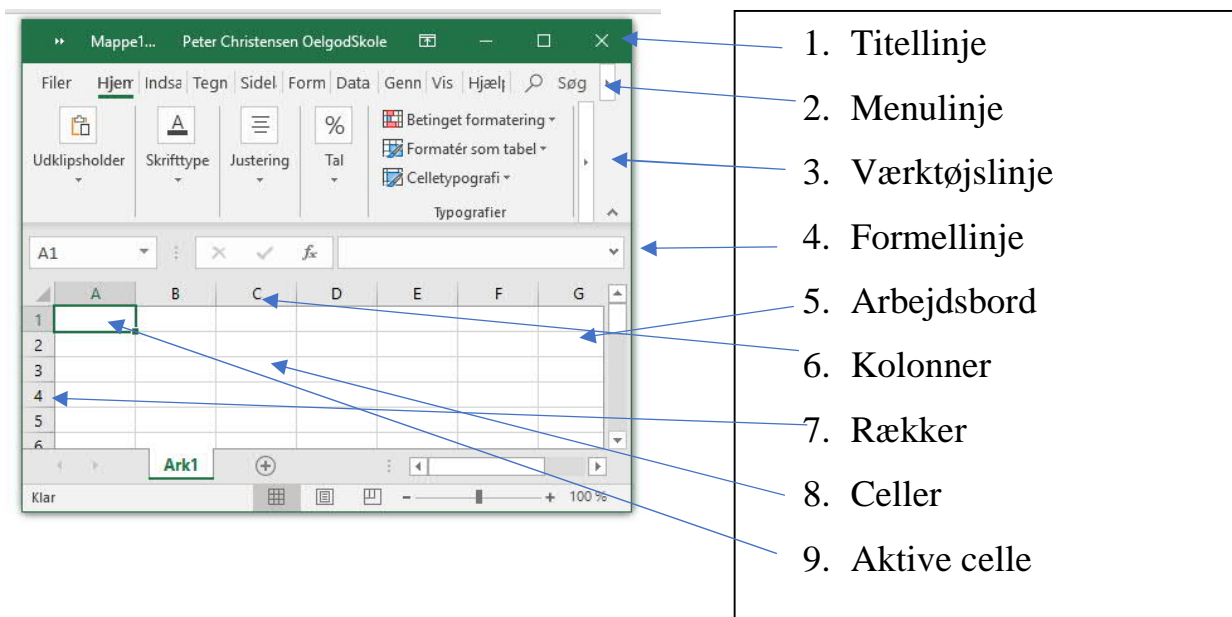 Mappe1... Peter Christensen OelgodSkole
Filer Hjem Indsa Tegn Sidel Form Data Genn Vis Hjælp Søg
Udklipsholder
A
Skrifttype
Justering
%
Tal
Betinget formatering
Formatér som tabel
Celletypografi
Typografier
A1 fx
A B C D E F G
1
2
3
4
5
6
Ark1
Klar - + 100 %
1. Titellinje
2. Menulinje
3. Værktøjslinje
4. Formellinje
5. Arbejdsbord
6. Kolonner
7. Rækker
8. Celler
9. Aktive celle